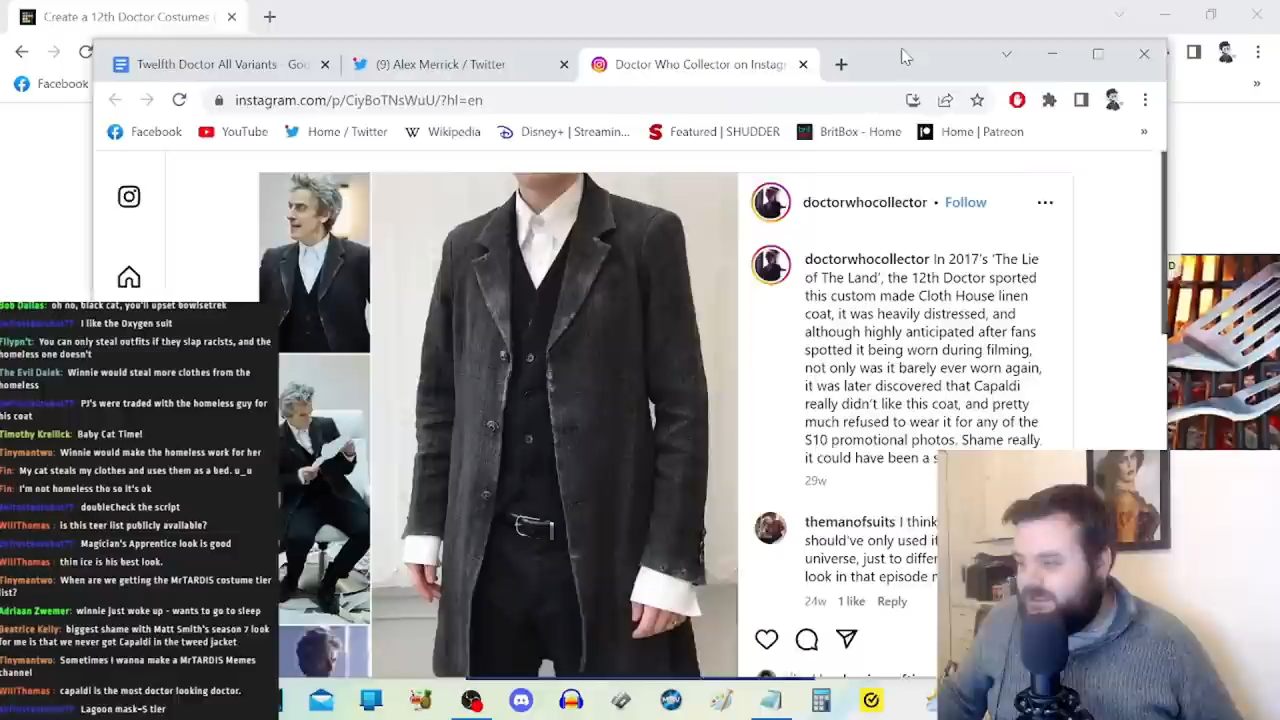 Create a 12th Doctor Costumes (
Facebook
Twelfth Doctor All Variants - Goo
(9) Alex Merrick / Twitter
Doctor Who Collector on Instag
instagram.com/p/CiyBoTNsWuU/?hl=en
Facebook
YouTube
Home / Twitter
Wikipedia
Disney+ | Streamin...
Featured | SHUDDER
BritBox - Home
Home | Patreon
»
doctorwhocollector • Follow
doctorwhocollector In 2017's 'The Lie
of The Land', the 12th Doctor sported
this custom made Cloth House linen
coat, it was heavily distressed, and
although highly anticipated after fans
spotted it being worn during filming,
not only was it barely ever worn again,
it was later discovered that Capaldi
really didn't like this coat, and pretty
much refused to wear it for any of the
S10 promotional photos. Shame really.
it could have been a s
29w
themanofsuits I think
should've only used i
universe, just to differ
look in that episode
24w 1 like Reply
Bob Dallas: oh no, black cat, you'll upset bowlsetrek
I like the Oxygen suit
Filypn't: You can only steal outfits if they slap racists, and the
homeless one doesn't
The Evil Dalek: Winnie would steal more clothes from the
homeless
PJ's were traded with the homeless guy for
his coat
Timothy Krellick: Baby Cat Time!
Tinymantwo: Winnie would make the homeless work for her
Fin: My cat steals my clothes and uses them as a bed. u_u
Fin: I'm not homeless tho so it's ok
doubleCheck the script
WillThomas: is this teer list publicly available?
Magician's Apprentice look is good
WillThomas: thin ice is his best look.
Tinymantwo: When are we getting the MrTARDIS costume tier
list?
Adriaan Zwemer: winnie just woke up - wants to go to sleep
Beatrice Kelly: biggest shame with Matt Smith's season 7 look
for me is that we never got Capaldi in the tweed jacket
Tinymantwo: Sometimes I wanna make a MrTARDIS Memes
channel
WillThomas: capaldi is the most doctor looking doctor.
Lagoon mask-S tier